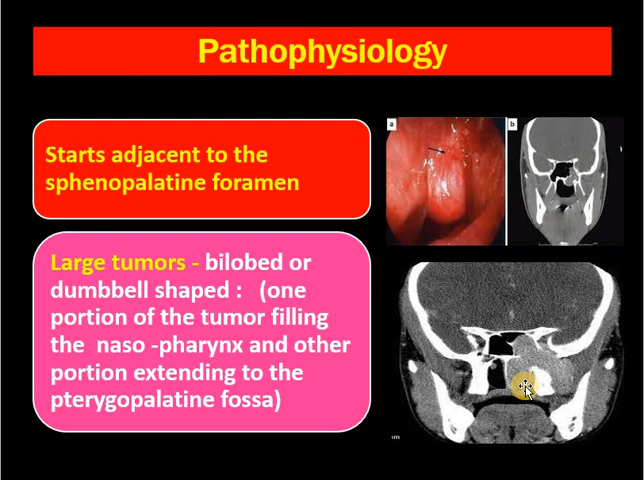 Pathophysiology
Starts adjacent to the
sphenopalatine foramen
a
b
Large tumors - bilobed or
dumbbell shaped : (one
portion of the tumor filling
the naso -pharynx and other
portion extending to the
pterygopalatine fossa)